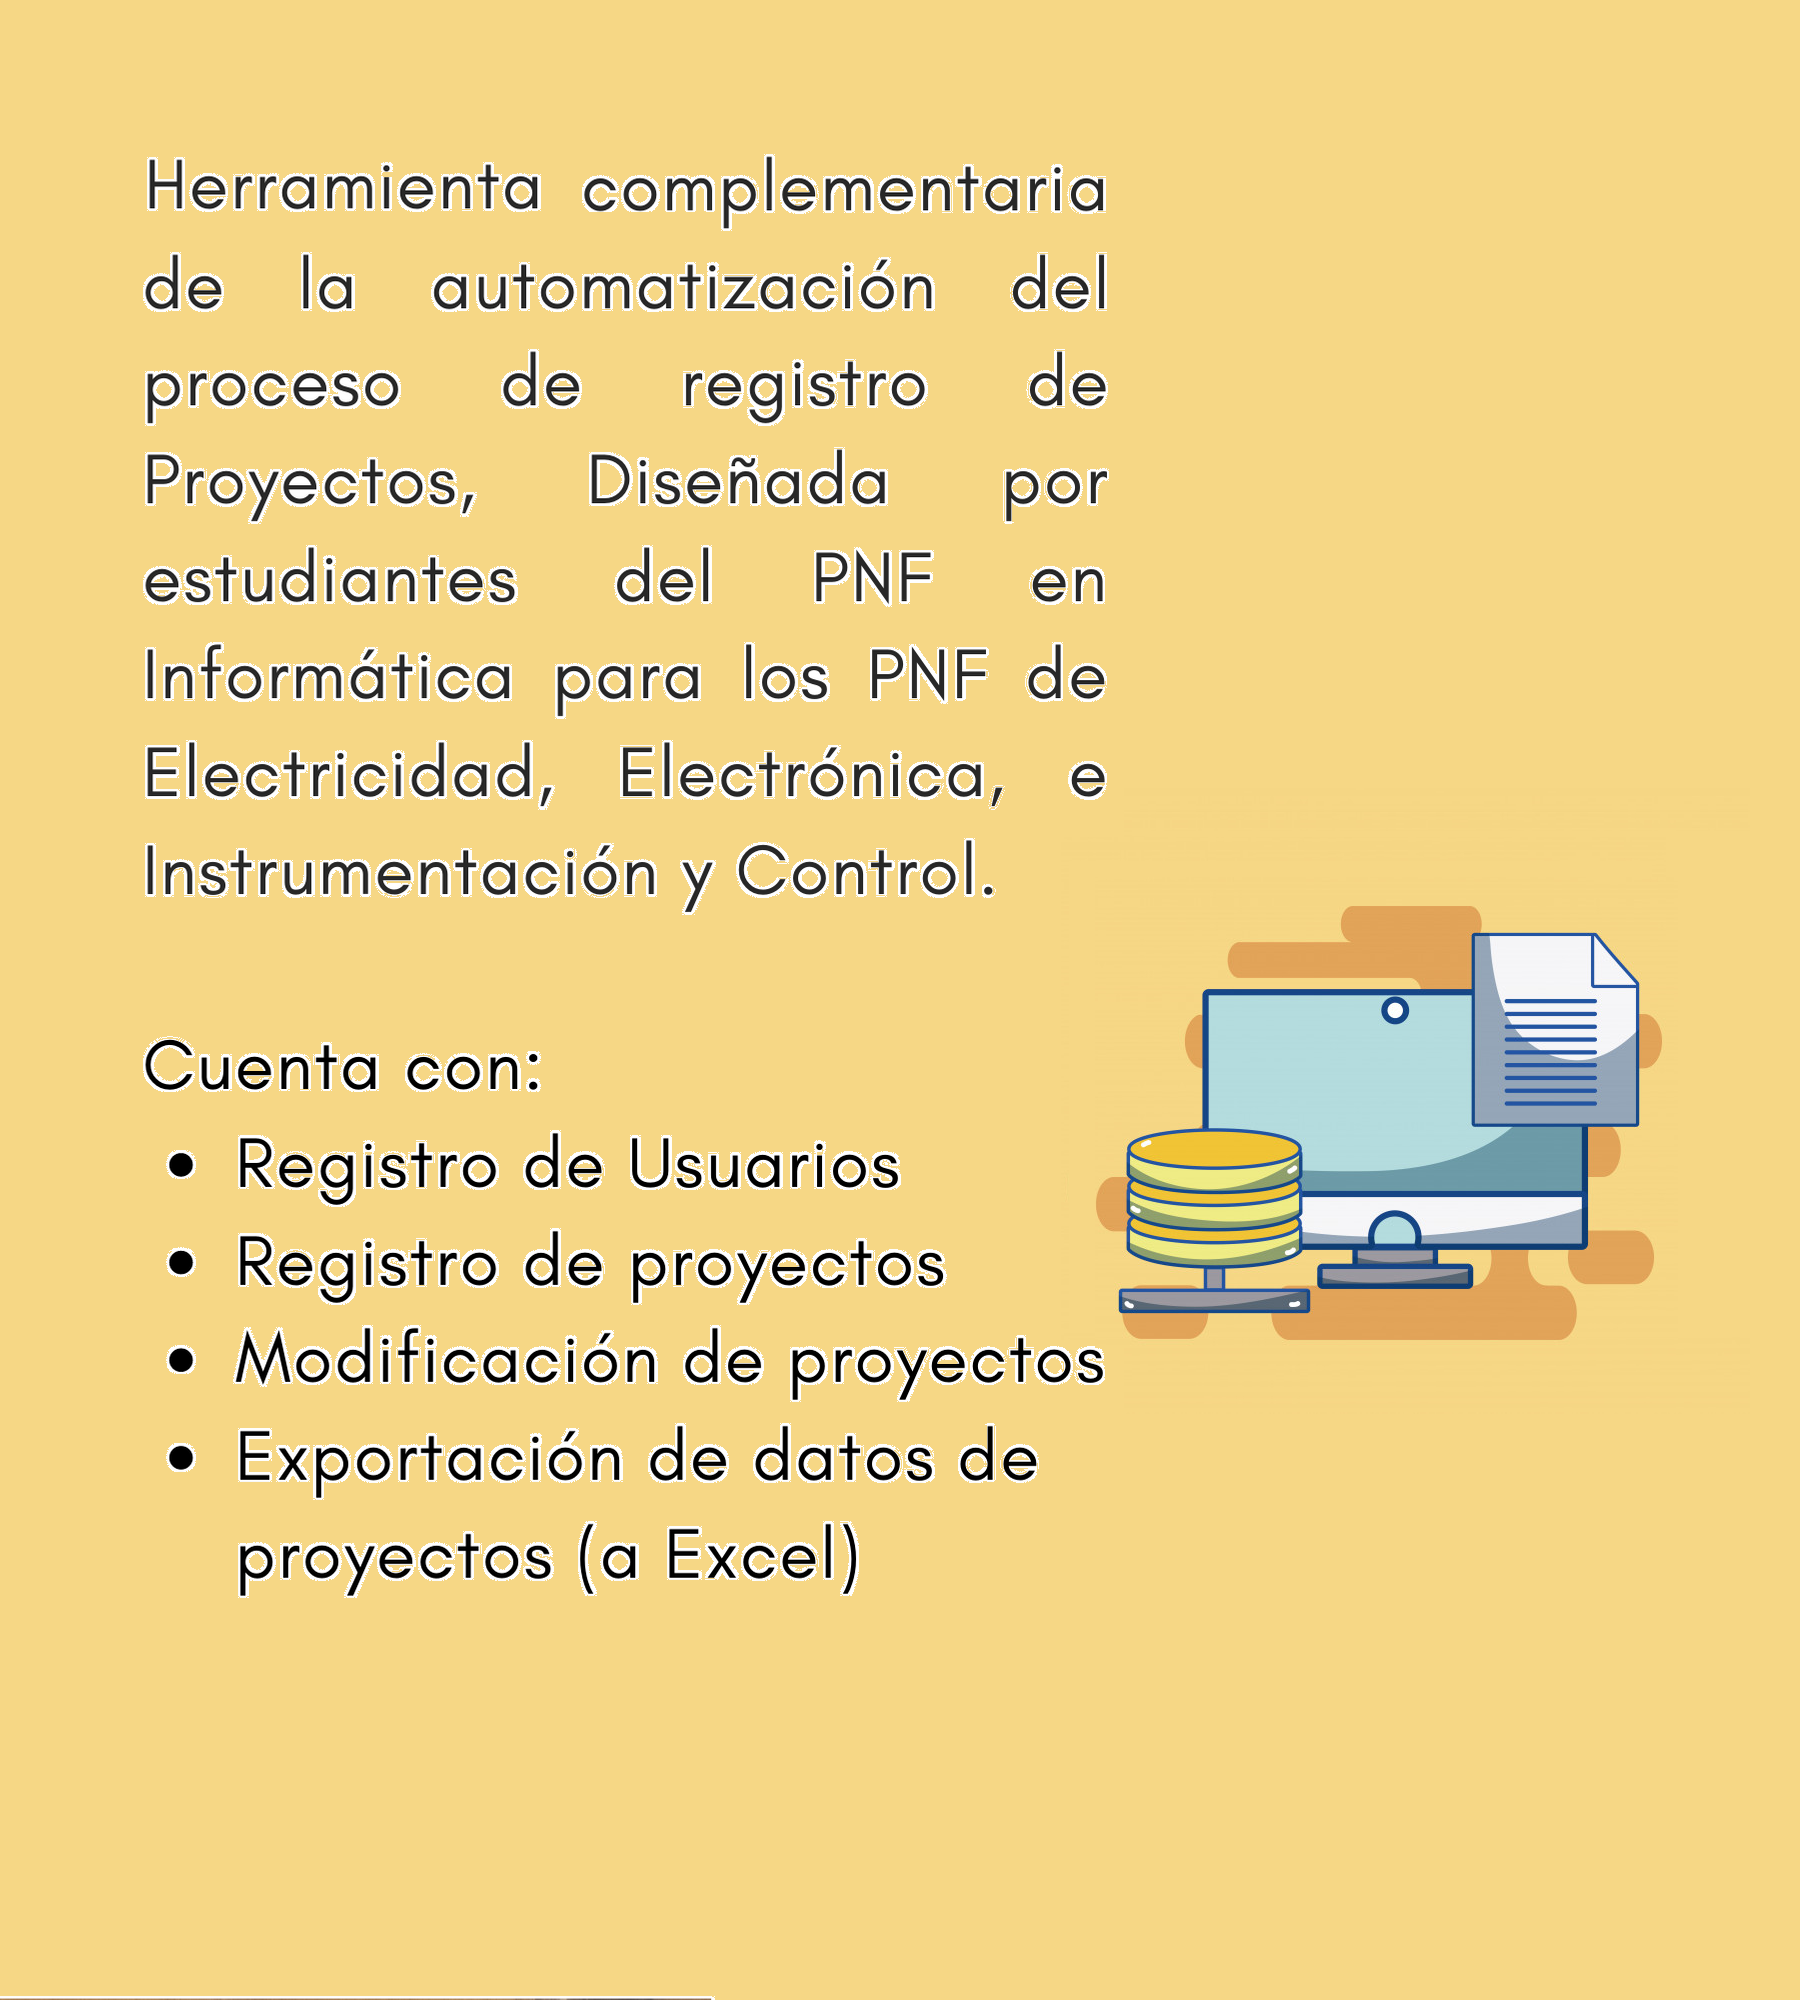 Herramienta complementaria
de la automatización del
proceso de registro de
Proyectos, Diseñada por
estudiantes del PNF en
Informática para los PNF de
Electricidad, Electrónica, e
Instrumentación y Control.
Cuenta con:
• Registro de Usuarios
• Registro de proyectos
• Modificación de proyectos
• Exportación de datos de
proyectos (a Excel)